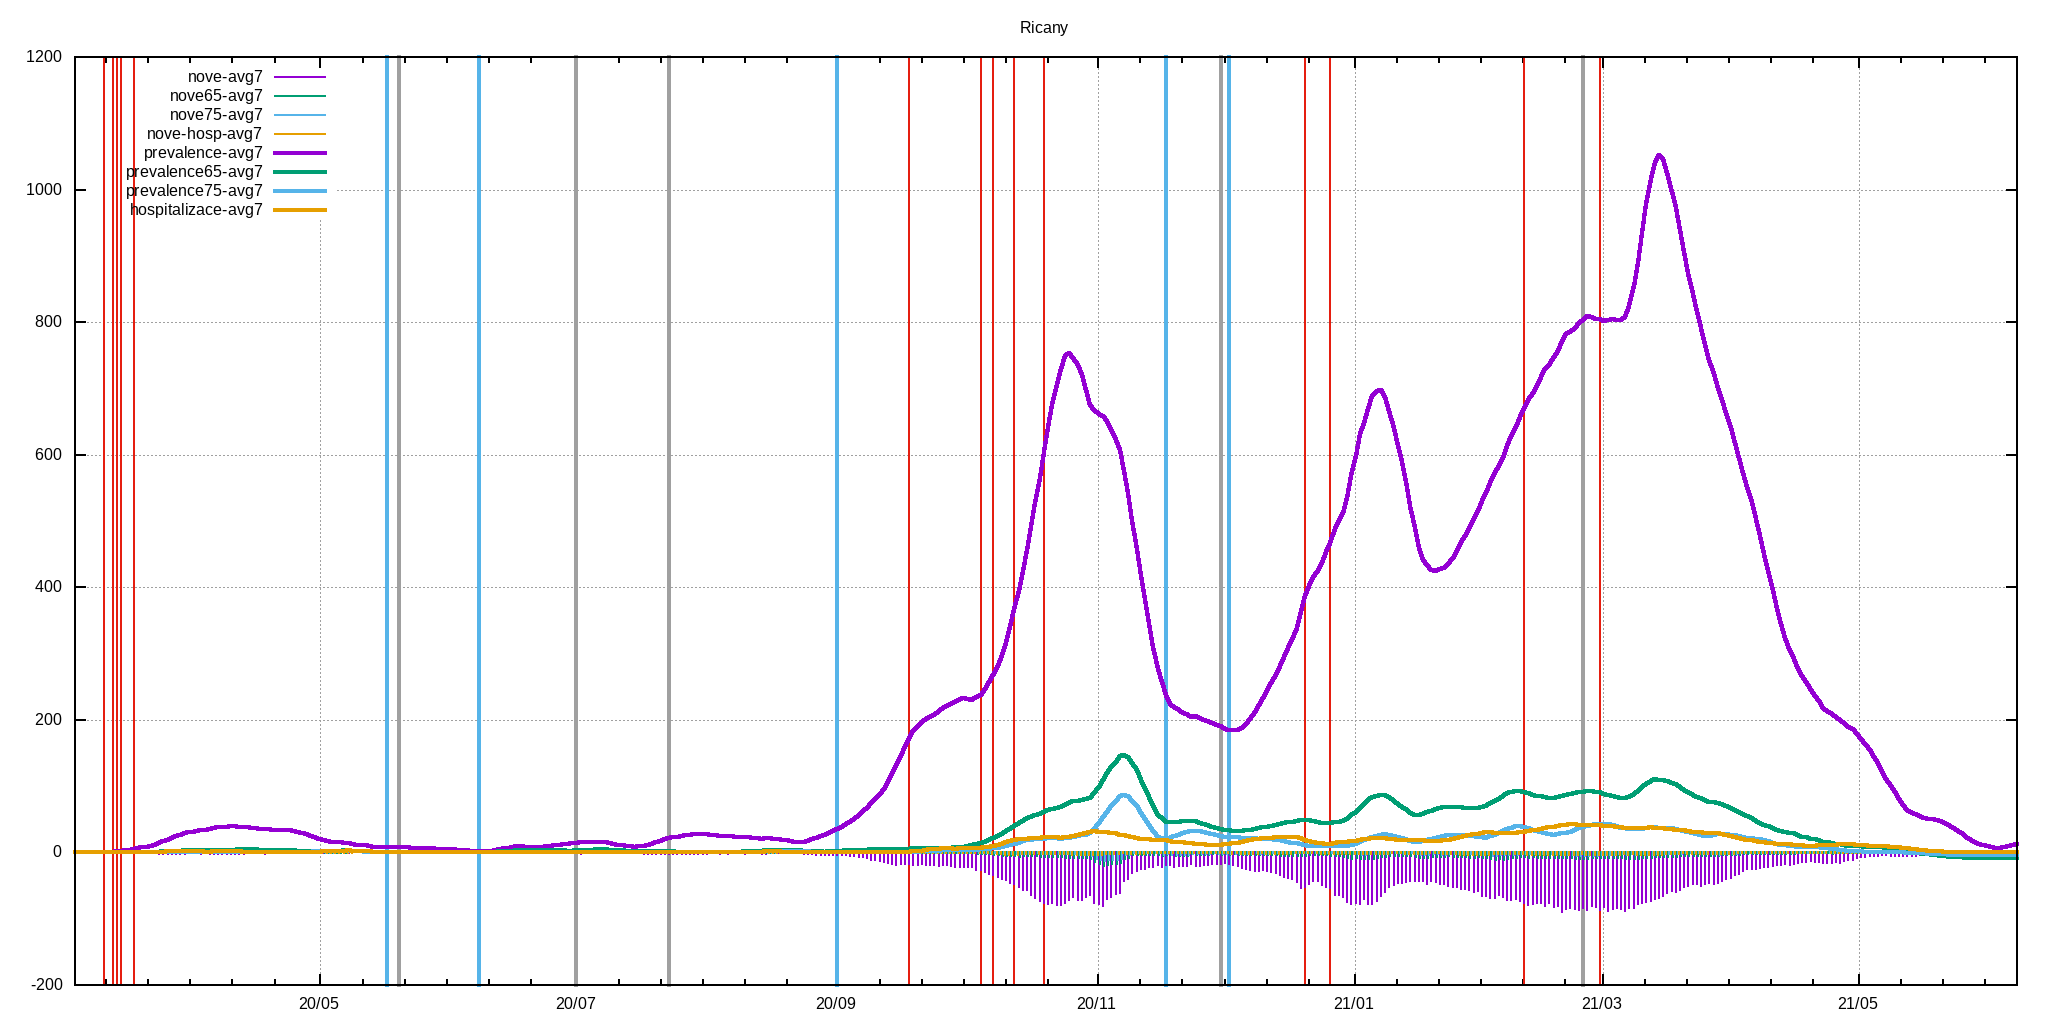 Ricany
1200
nove-avg7
nove65-avg7
nove75-avg7
nove-hosp-avg7
prevalence-avg7
prevalence65-avg7
prevalence75-avg7
hospitalizace-avg7
1000
800
600
400
200
0
-200
20/05 20/07 20/09 20/11 21/01 21/03 21/05